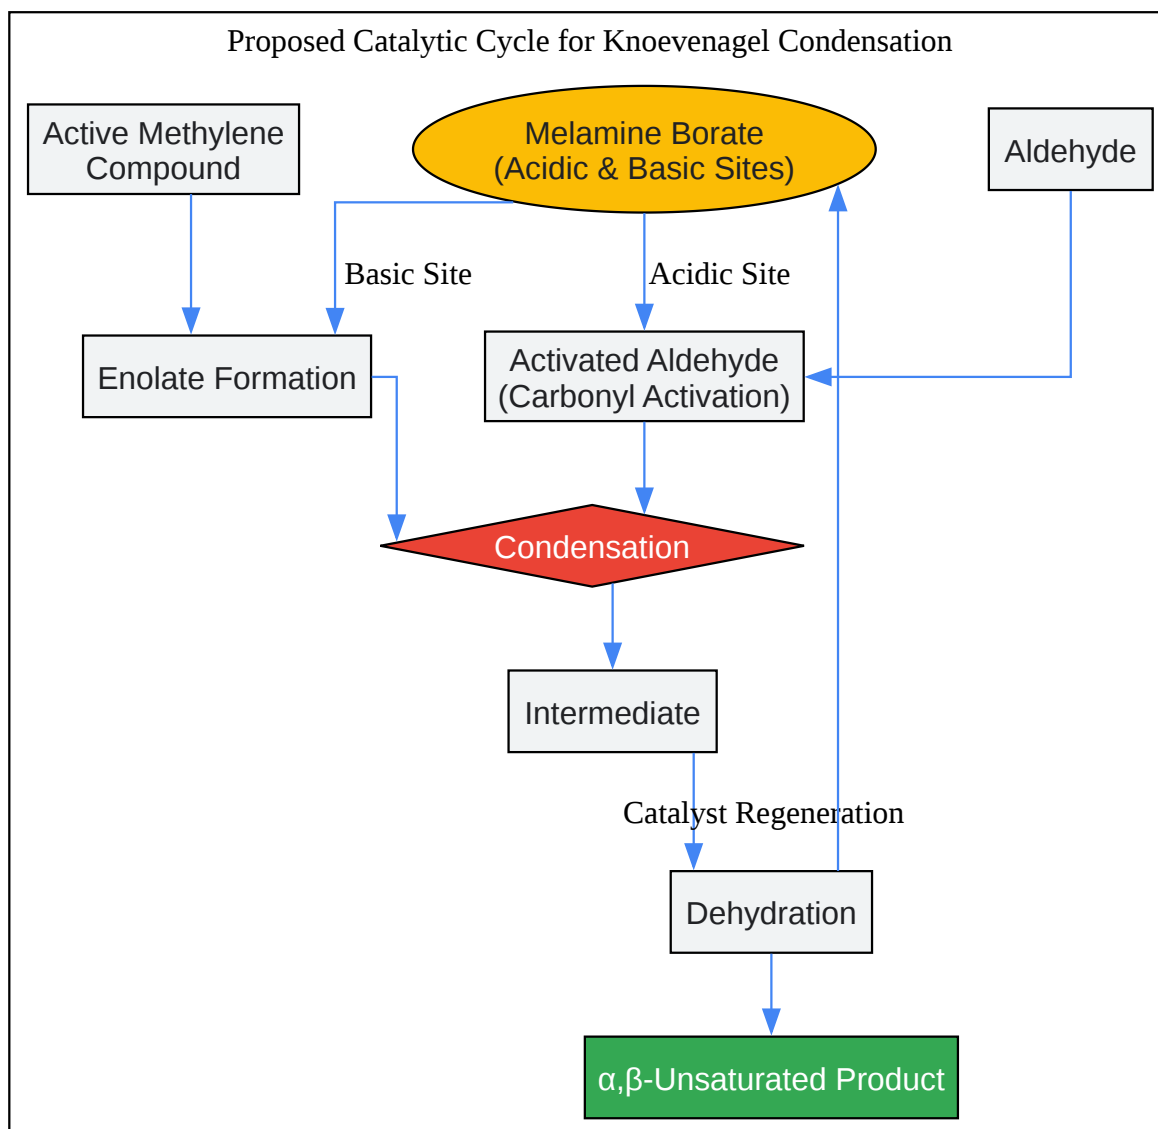 Proposed Catalytic Cycle for Knoevenagel Condensation
Active Methylene
Compound
Melamine Borate
(Acidic & Basic Sites)
Aldehyde
Basic Site
Acidic Site
Enolate Formation
Activated Aldehyde
(Carbonyl Activation)
Condensation
Intermediate
Catalyst Regeneration
Dehydration
α,β-Unsaturated Product